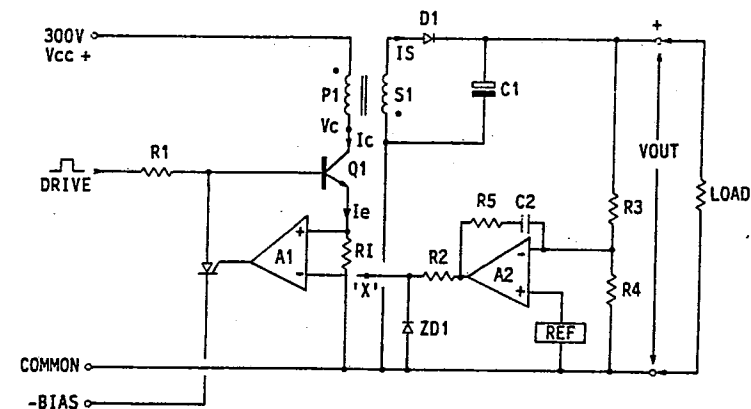 300V
Vcc +
P1
Vc
Ic
Q1
R1
DRIVE
Ie
A1
+
-
RI
'X'
S1
IS
D1
C1
R5
C2
R2
A2
-
+
ZD1
REF
R3
R4
+
VOUT
LOAD
-
COMMON
-BIAS